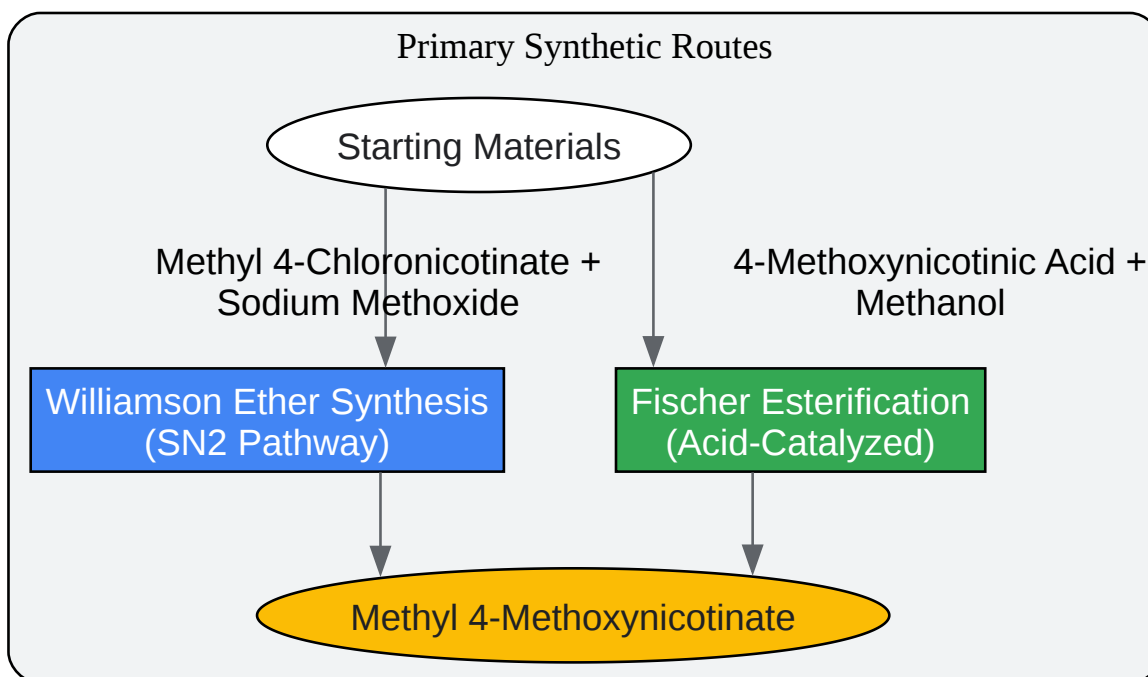 Primary Synthetic Routes
Starting Materials
Methyl 4-Chloronicotinate +
Sodium Methoxide
4-Methoxynicotinic Acid +
Methanol
Williamson Ether Synthesis
(SN2 Pathway)
Fischer Esterification
(Acid-Catalyzed)
Methyl 4-Methoxynicotinate